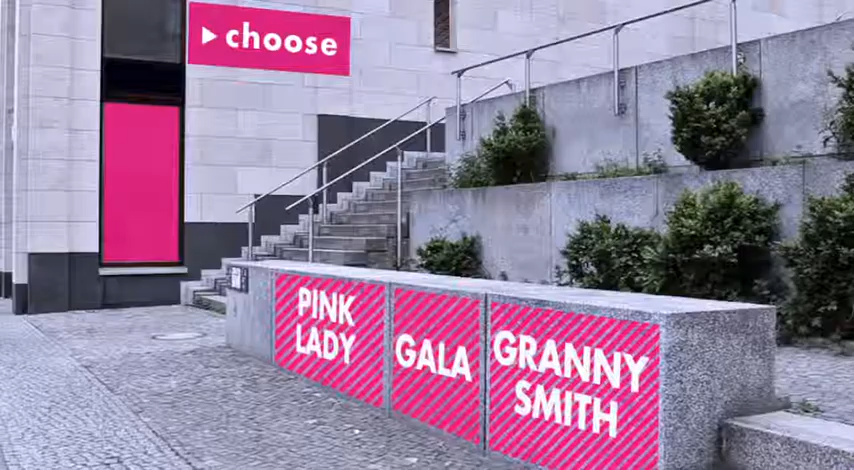 choose
PINK
LADY
GALA
GRANNY
SMITH